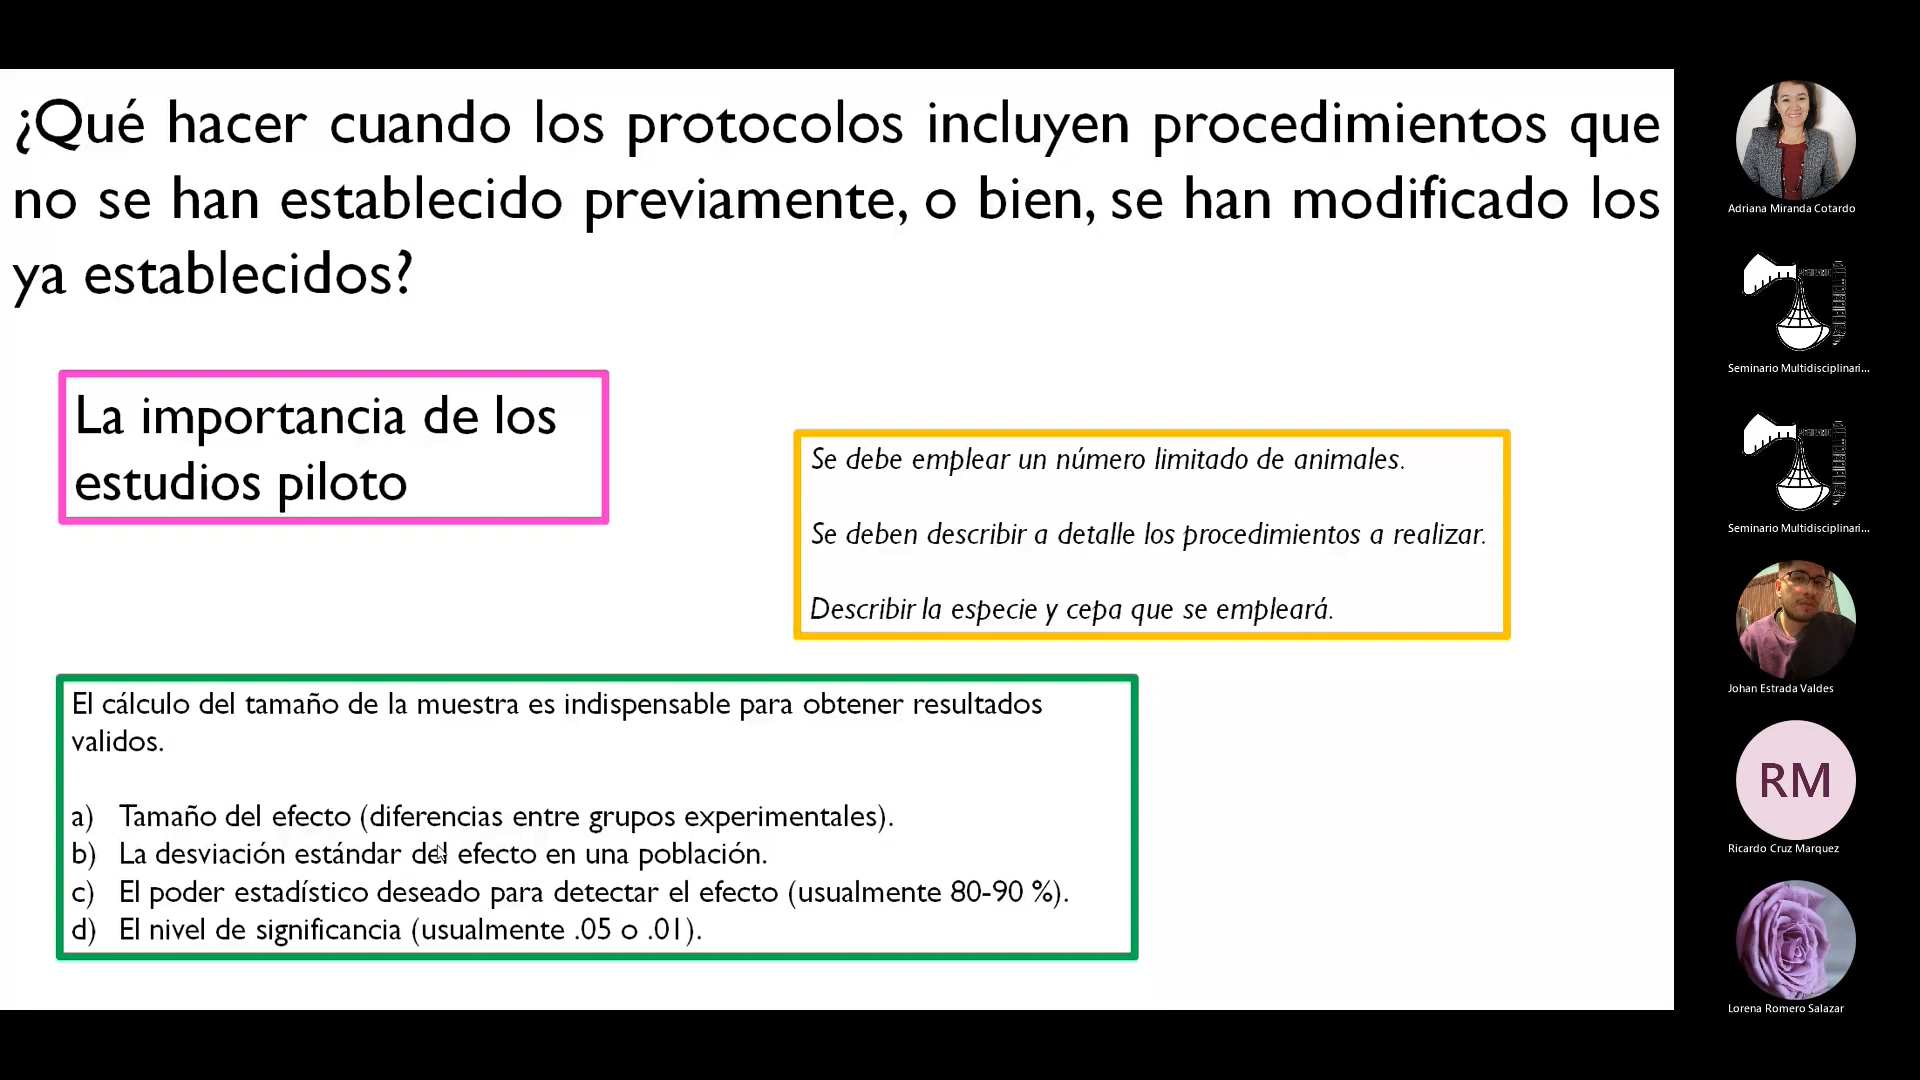 ¿Qué hacer cuando los protocolos incluyen procedimientos que
no se han establecido previamente, o bien, se han modificado los
ya establecidos?
La importancia de los
estudios piloto
Se debe emplear un número limitado de animales.
Se deben describir a detalle los procedimientos a realizar.
Describir la especie y cepa que se empleará.
El cálculo del tamaño de la muestra es indispensable para obtener resultados
validos.
a) Tamaño del efecto (diferencias entre grupos experimentales).
b) La desviación estándar del efecto en una población.
c) El poder estadístico deseado para detectar el efecto (usualmente 80-90 %).
d) El nivel de significancia (usualmente .05 o .01).
Adriana Miranda Cotardo
Seminario Multidisciplinari...
Seminario Multidisciplinari...
Johan Estrada Valdes
RM
Ricardo Cruz Marquez
Lorena Romero Salazar